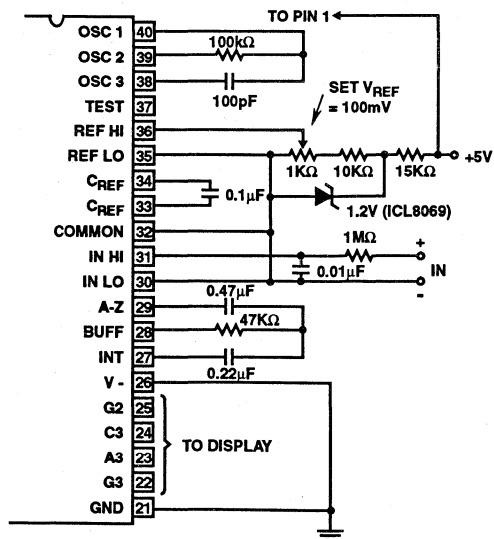 TO PIN 1
OSC 1 40
100kΩ
OSC 2 39
OSC 3 38
100pF
TEST 37
SET VREF
= 100mV
REF HI 36
REF LO 35
1KΩ 10KΩ 15KΩ
+5V
CREF 34
0.1µF
CREF 33
1.2V (ICL8069)
COMMON 32
1MΩ
+
IN HI 31
0.01µF
IN
IN LO 30
-
0.47µF
A-Z 29
47KΩ
BUFF 28
INT 27
0.22µF
V - 26
G2 25
C3 24
TO DISPLAY
A3 23
G3 22
GND 21